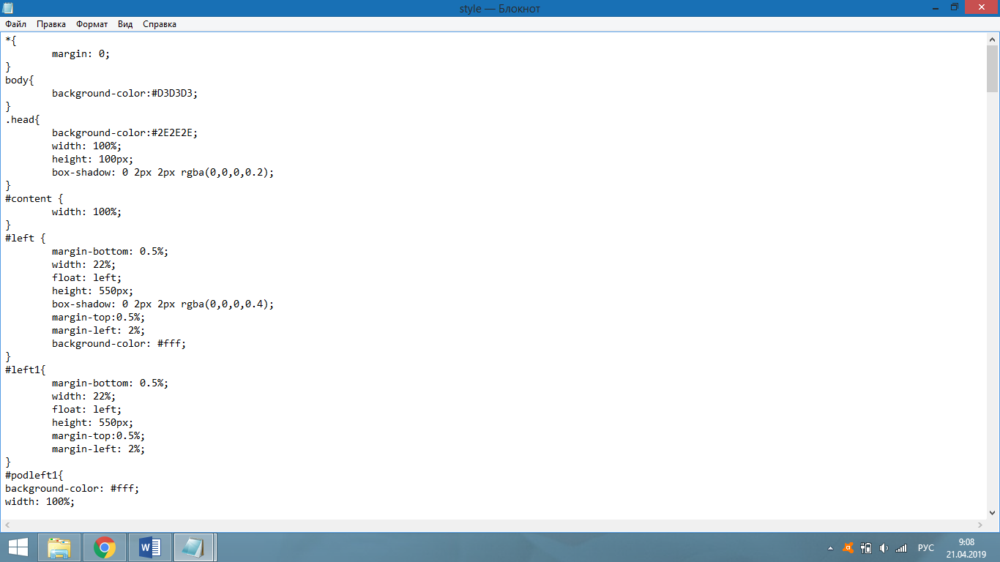 style — Блокнот
Файл Правка Формат Вид Справка
*{
	margin: 0;
}
body{
	background-color:#D3D3D3;
}
.head{
	background-color:#2E2E2E;
	width: 100%;
	height: 100px;
	box-shadow: 0 2px 2px rgba(0,0,0,0.2);
}
#content {
	width: 100%;
}
#left {
	margin-bottom: 0.5%;
	width: 22%;
	float: left;
	height: 550px;
	box-shadow: 0 2px 2px rgba(0,0,0,0.4);
	margin-top:0.5%;
	margin-left: 2%;
	background-color: #fff;
}
#left1{
	margin-bottom: 0.5%;
	width: 22%;
	float: left;
	height: 550px;
	margin-top:0.5%;
	margin-left: 2%;
}
#podleft1{
background-color: #fff;
width: 100%;
РУС
9:08
21.04.2019